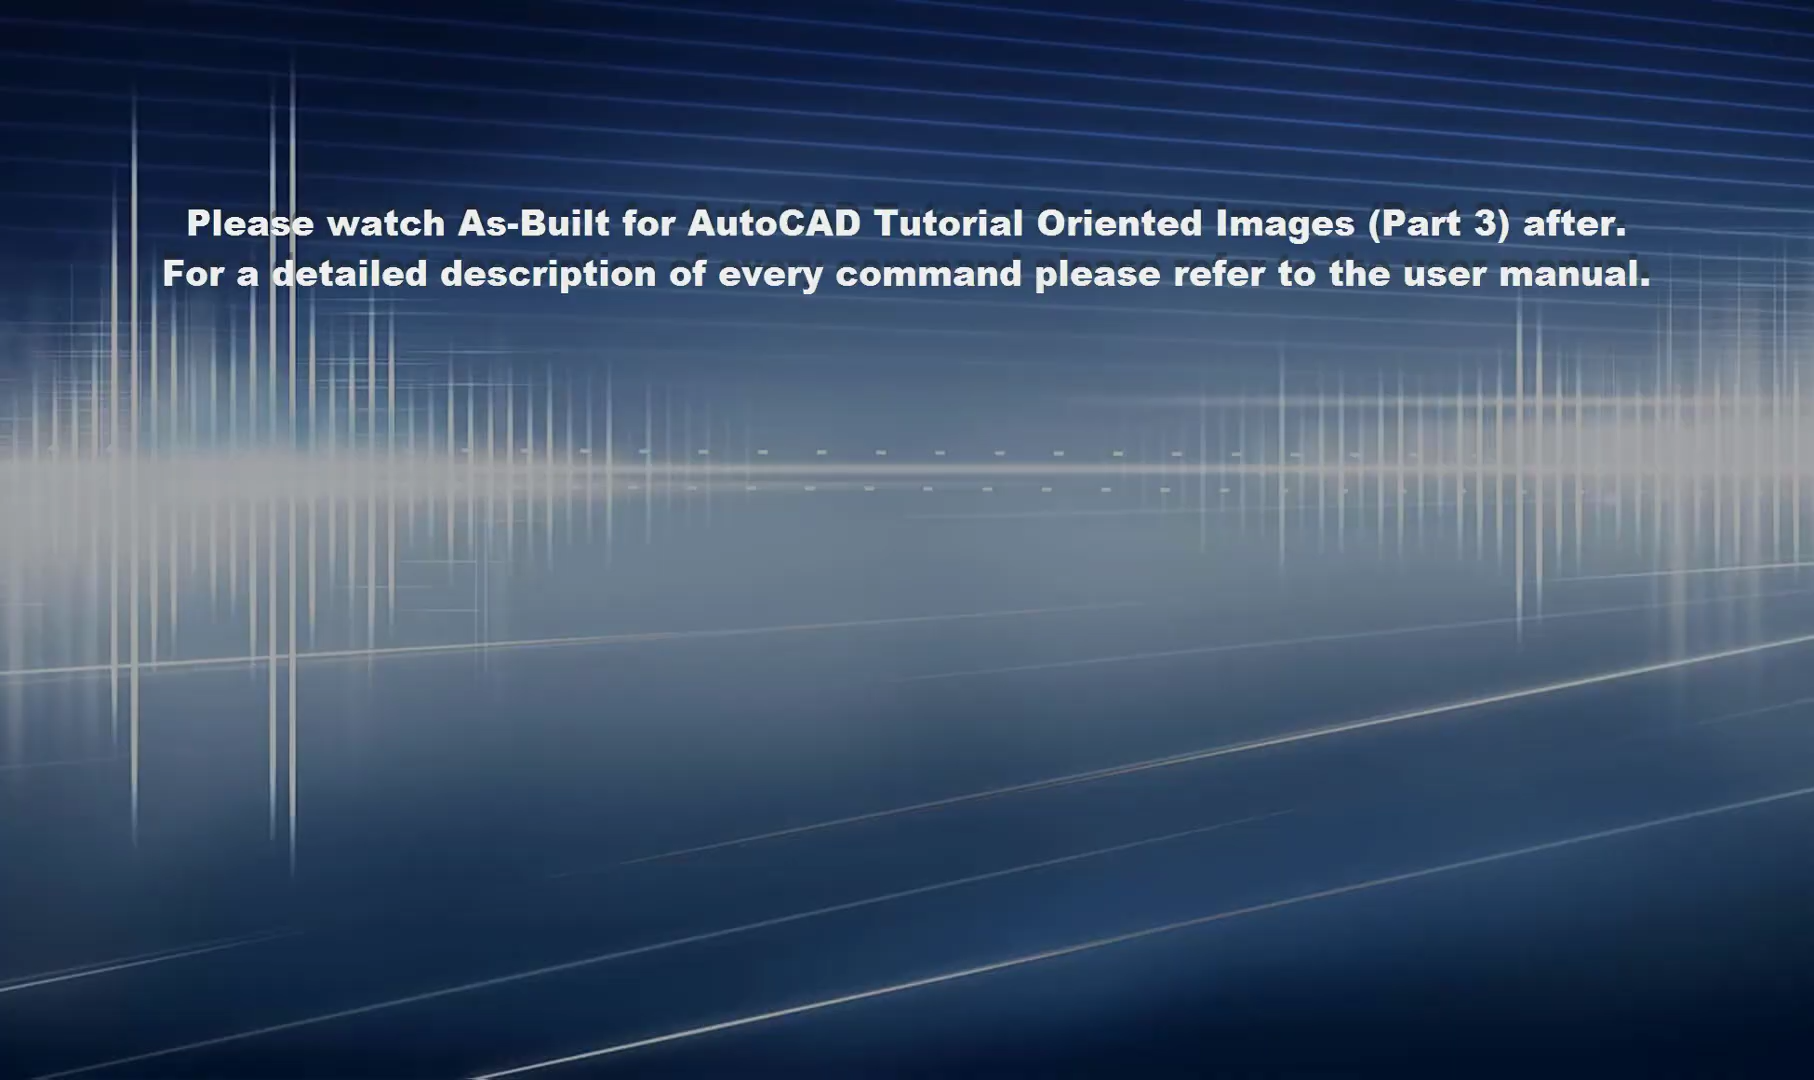 Please watch As-Built for AutoCAD Tutorial Oriented Images (Part 3) after.
For a detailed description of every command please refer to the user manual.